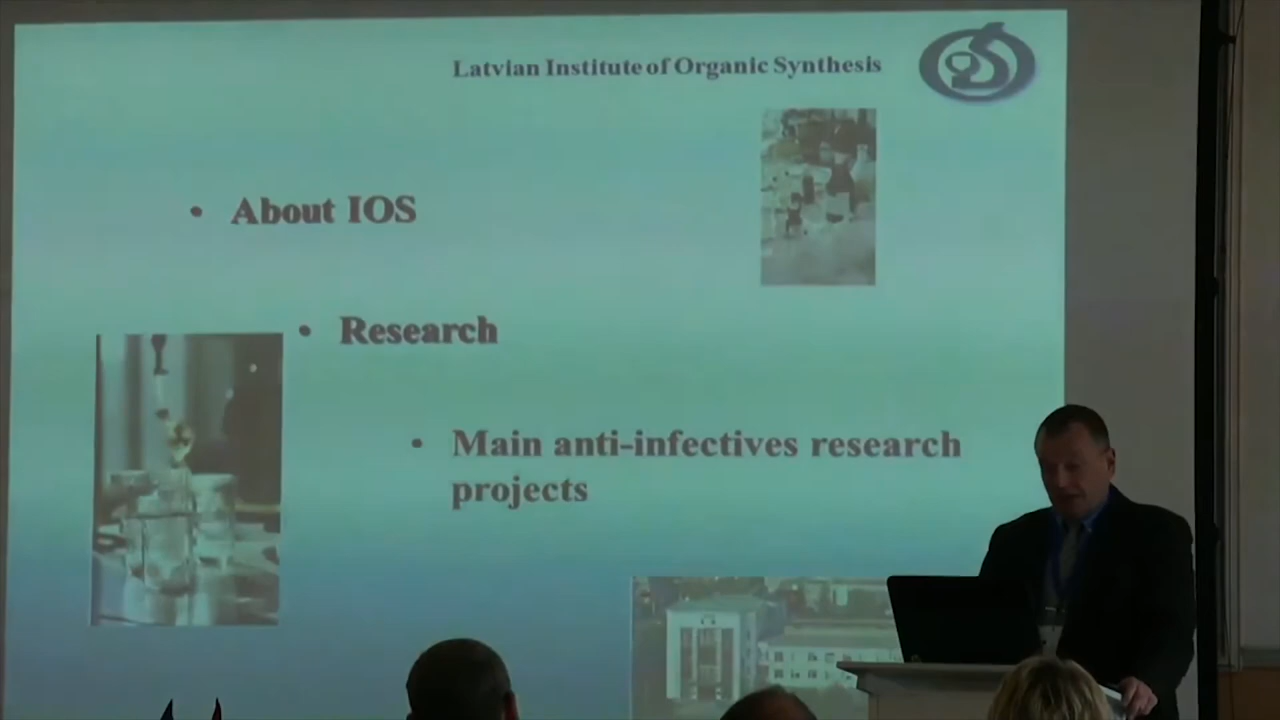 Latvian Institute of Organic Synthesis
• About IOS
• Research
• Main anti-infectives research
projects